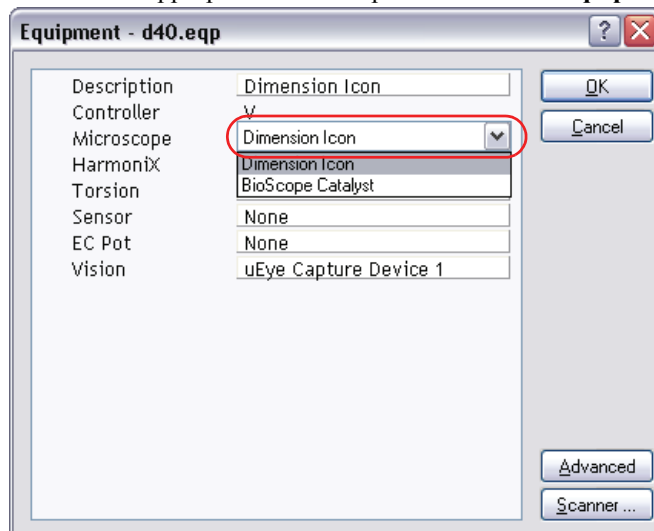 Equipment - d40.eqp
Description Dimension Icon
OK
Controller V
Cancel
Microscope Dimension Icon
HarmoniX Dimension Icon
Torsion BioScope Catalyst
Sensor None
EC Pot None
Vision uEye Capture Device 1
Advanced
Scanner ...